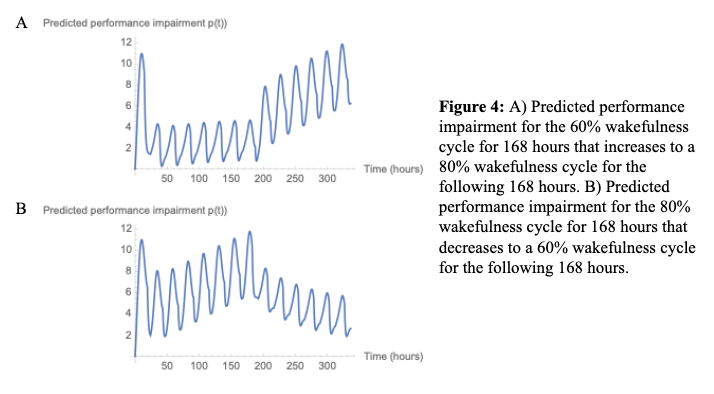 A Predicted performance impairment p(t))
12
10
8
6
4
2
50 100 150 200 250 300
Time (hours)
B Predicted performance impairment p(t))
12
10
8
6
4
2
50 100 150 200 250 300
Time (hours)
Figure 4: A) Predicted performance
impairment for the 60% wakefulness
cycle for 168 hours that increases to a
80% wakefulness cycle for the
following 168 hours. B) Predicted
performance impairment for the 80%
wakefulness cycle for 168 hours that
decreases to a 60% wakefulness cycle
for the following 168 hours.